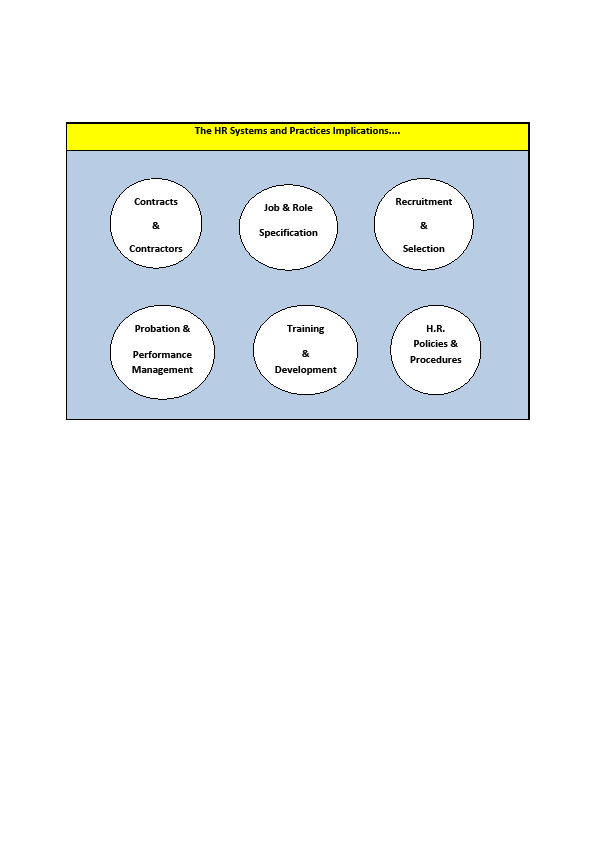 The HR Systems and Practices Implications....
Contracts
&
Contractors
Job & Role
Specification
Recruitment
&
Selection
Probation &
Performance
Management
Training
&
Development
H.R.
Policies &
Procedures